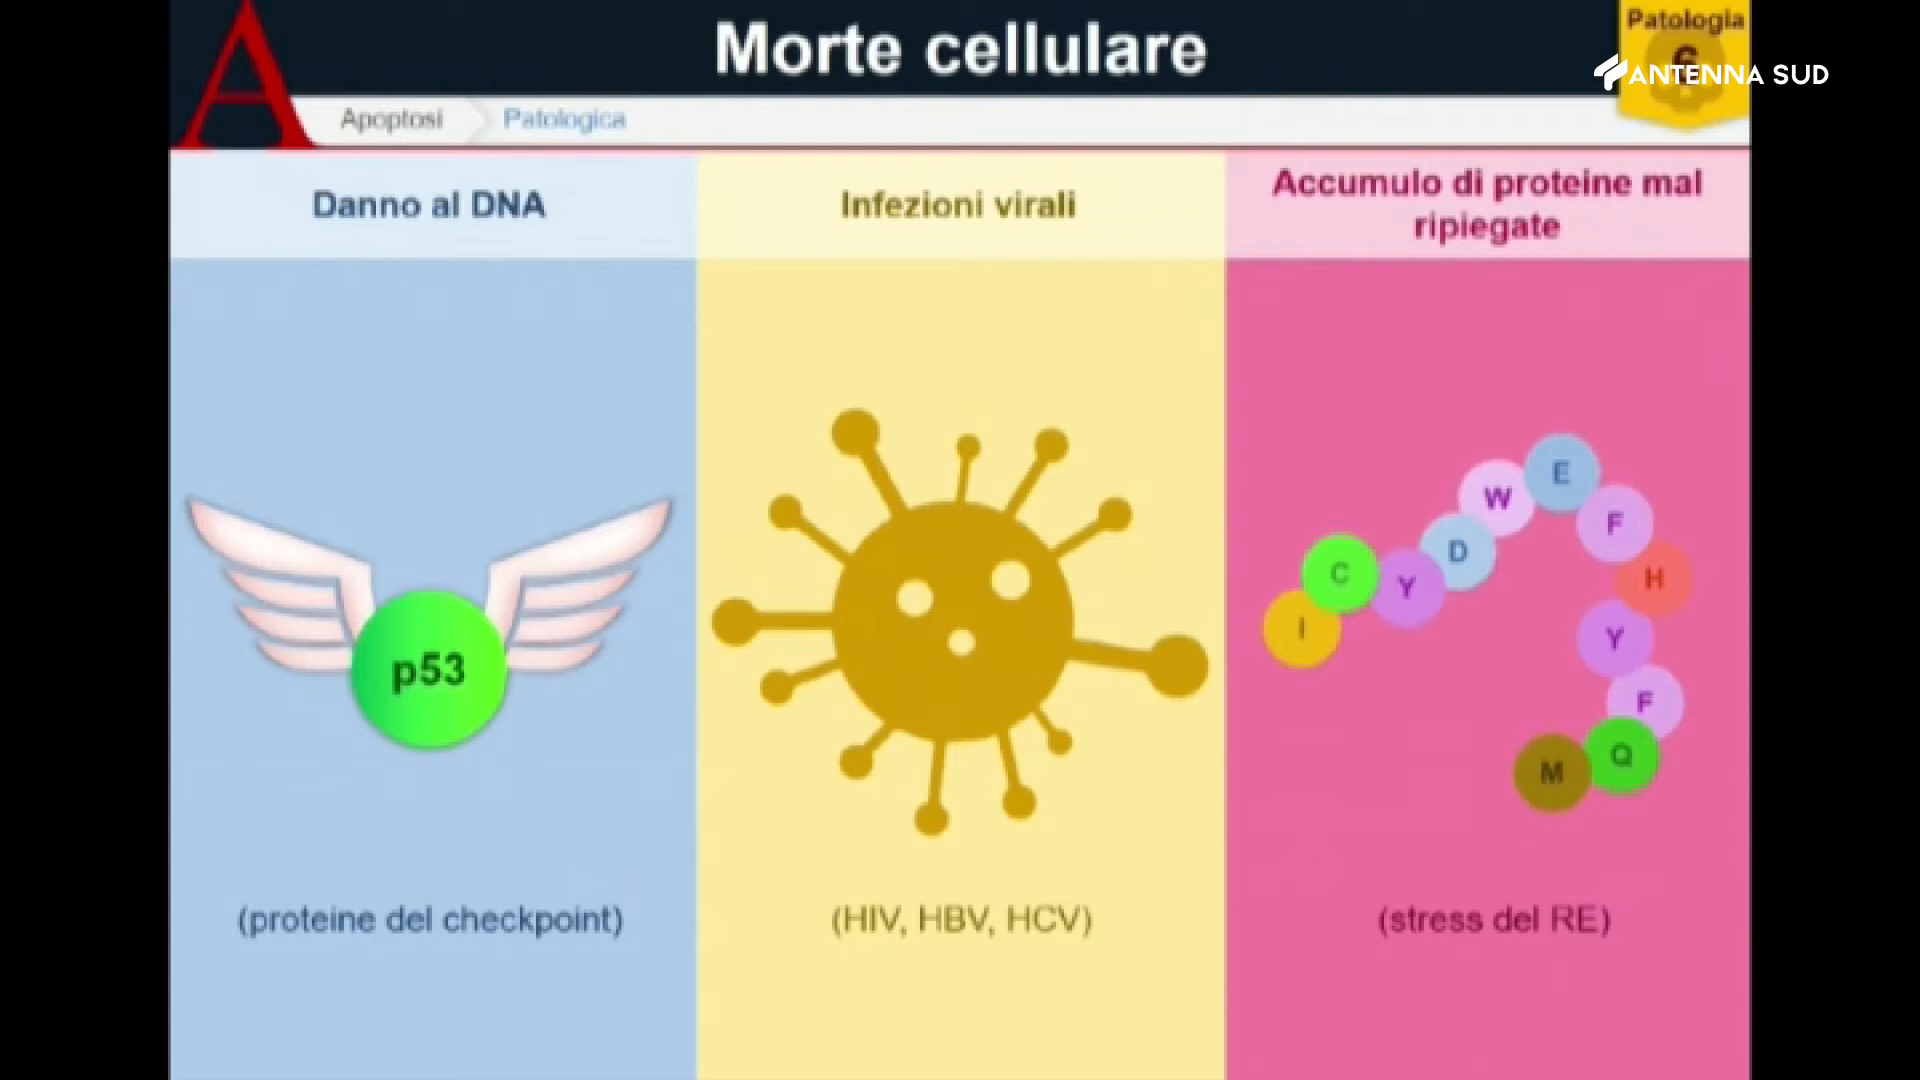 Morte cellulare
Patologia
6
ANTENNA SUD
A
Apoptosi
Patologica
Danno al DNA
p53
(proteine del checkpoint)
Infezioni virali
(HIV, HBV, HCV)
Accumulo di proteine mal
ripiegate
I C Y D W E F H Y F Q M
(stress del RE)